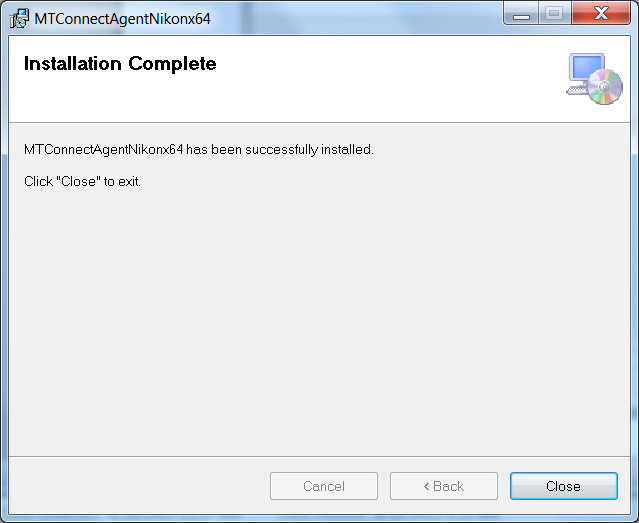 MTConnectAgentNikonx64
Installation Complete
MTConnectAgentNikonx64 has been successfully installed.
Click "Close" to exit.
Cancel
< Back
Close